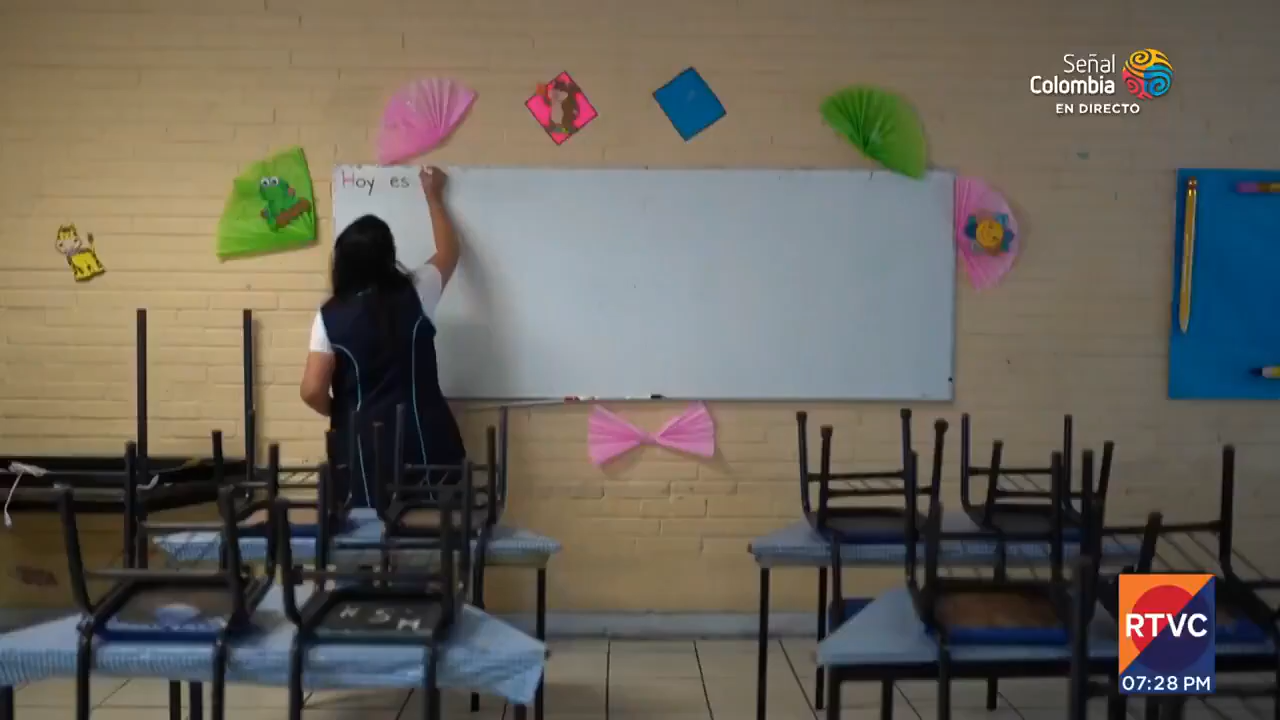 Señal
Colombia
EN DIRECTO
Hoy es
RTVC
07:28 PM